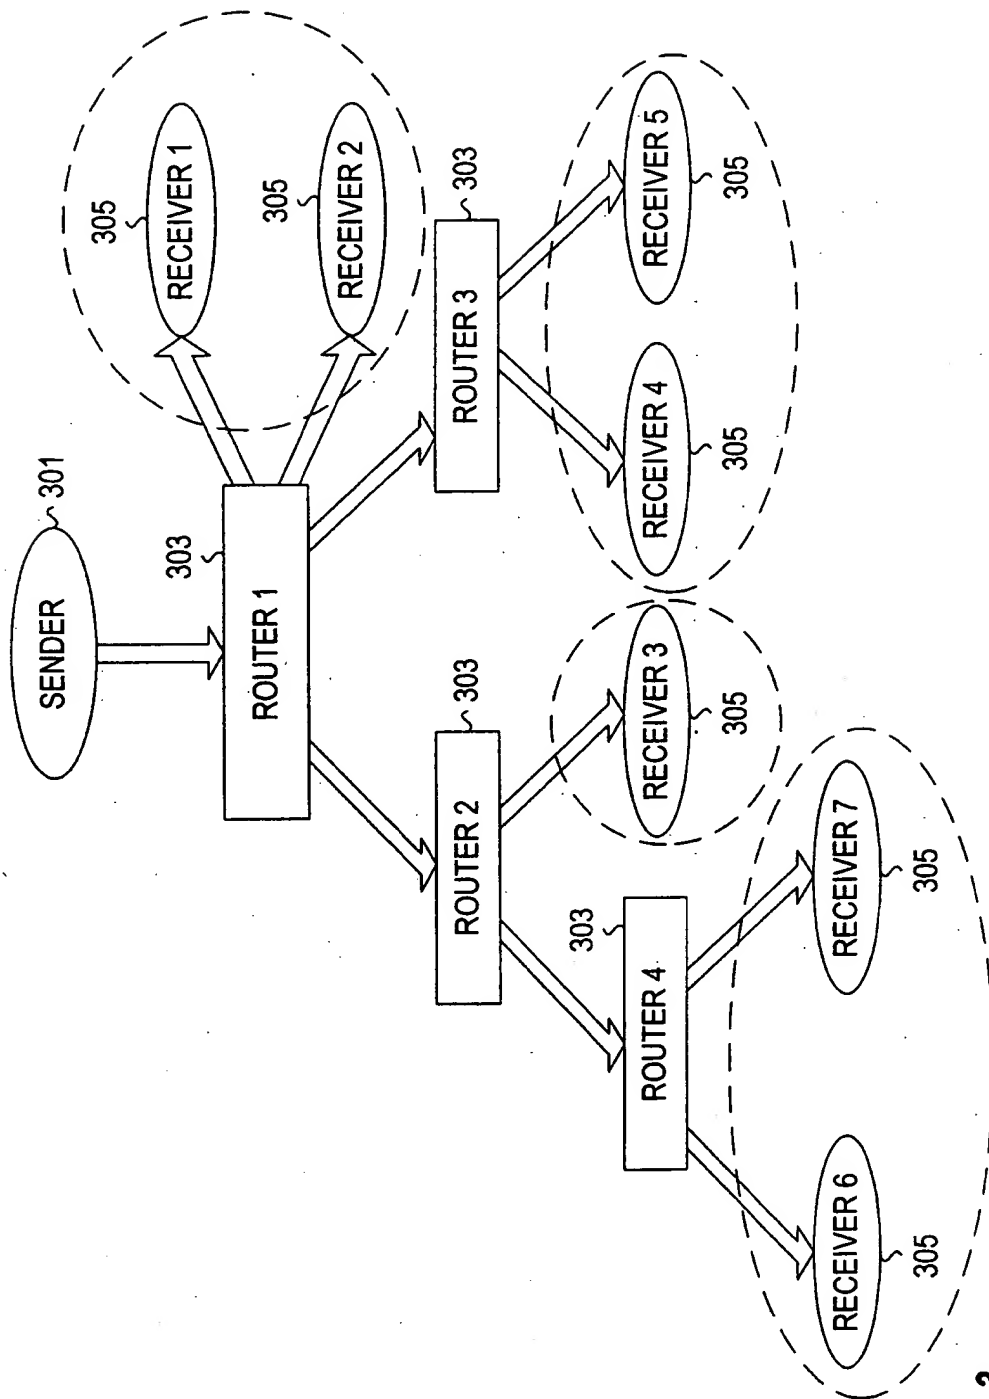 SENDER
301
303
ROUTER 1
305
RECEIVER 1
305
RECEIVER 2
303
ROUTER 2
303
ROUTER 3
303
ROUTER 4
RECEIVER 3
305
RECEIVER 4
305
RECEIVER 5
305
RECEIVER 6
305
RECEIVER 7
305